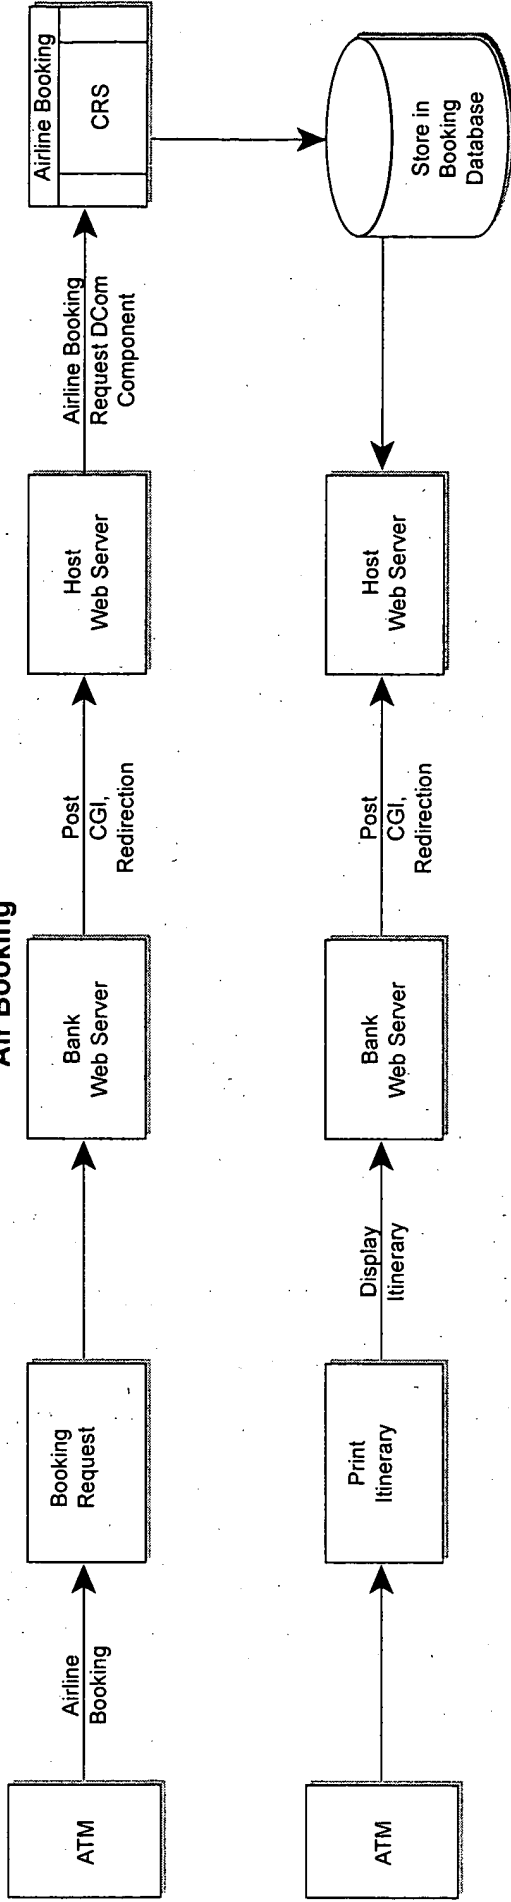 Air Booking
ATM
Airline
Booking
Booking
Request
Bank
Web Server
Post
CGI,
Redirection
Host
Web Server
Airline Booking
Request DCom
Component
Airline Booking
CRS
ATM
Print
Itinerary
Display
Itinerary
Bank
Web Server
Post
CGI,
Redirection
Host
Web Server
Store in
Booking
Database